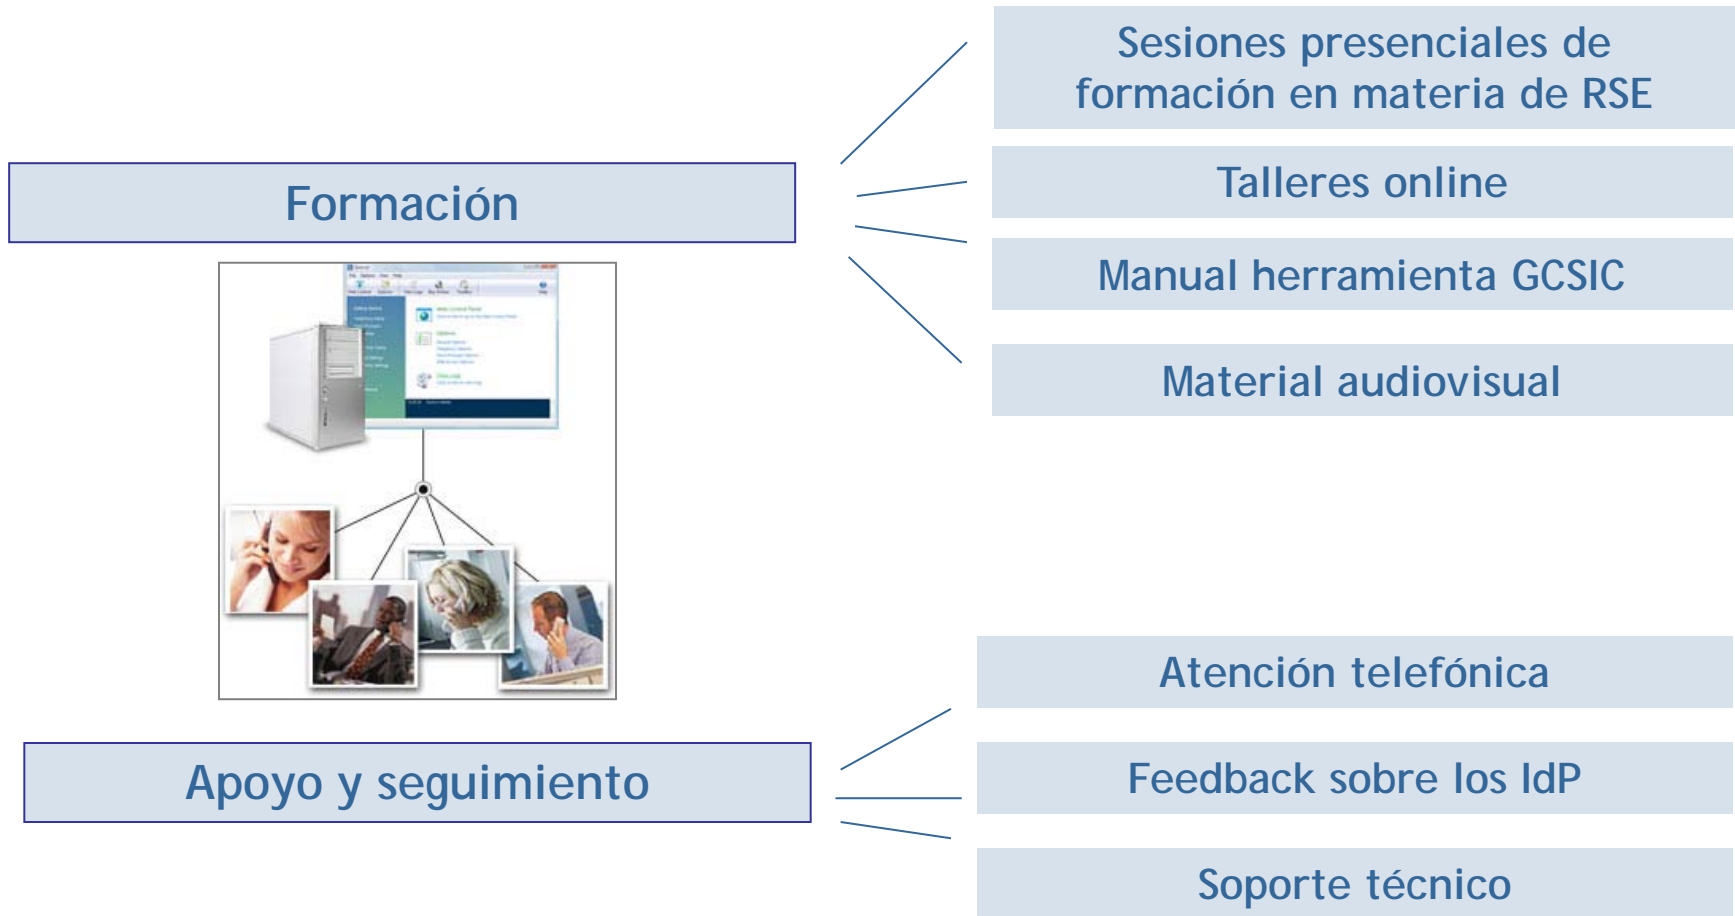 Sesiones presenciales de
formación en materia de RSE
Formación
Talleres online
Manual herramienta GCSIC
Material audiovisual
Atención telefónica
Apoyo y seguimiento
Feedback sobre los IdP
Soporte técnico